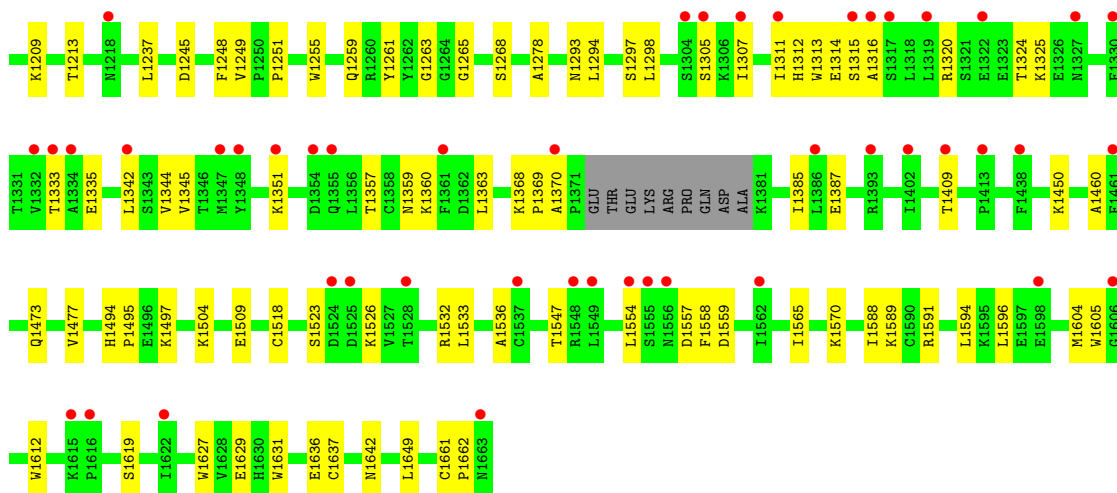 K1209 T1213 N1218 L1237 D1245 F1248 V1249 P1250 P1251 W1255 Q1259 R1260 Y1261 Y1262 G1263 G1264 G1265 S1268 A1278 N1293 L1294 S1297 L1298 S1304 S1305 K1306 I1307 I1311 H1312 W1313 E1314 S1315 A1316 S1317 L1318 L1319 R1320 S1321 E1322 E1323 T1324 K1325 E1326 N1327 E1330
T1331 V1332 T1333 A1334 E1335 L1342 S1343 V1344 V1345 T1346 M1347 Y1348 K1351 D1354 Q1355 L1356 T1357 C1358 N1359 K1360 F1361 D1362 L1363 K1368 P1369 A1370 P1371 GLU THR GLU LYS ARG PRO GLN ASP ALA K1381 I1385 L1386 E1387 R1393 I1402 T1409 P1413 F1438 K1450 A1460 E1461
Q1473 V1477 H1494 P1495 E1496 K1497 K1504 E1509 C1518 S1523 D1524 D1525 K1526 V1527 T1528 R1532 L1533 A1536 C1537 T1547 R1548 L1549 L1554 S1555 N1556 D1557 F1558 D1559 I1562 I1565 K1570 I1588 K1589 C1590 R1591 L1594 K1595 L1596 E1597 E1598 M1604 W1605 G1606
W1612 K1615 P1616 S1619 I1622 W1627 V1628 E1629 H1630 W1631 E1636 C1637 N1642 L1649 C1661 P1662 N1663